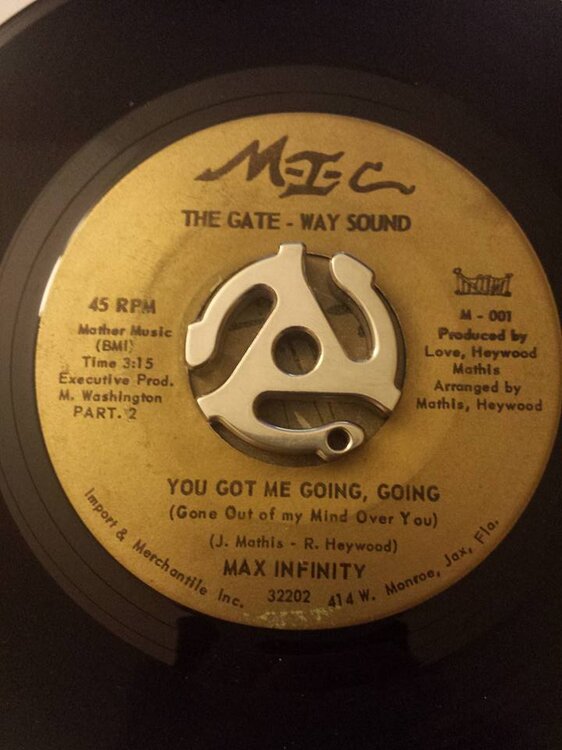 M-I-C
THE GATE - WAY SOUND
45 RPM
Mather Music
(BMI)
Time 3:15
Executive Prod.
M. Washington
PART. 2
M - 001
Produced by
Love, Heywood
Mathis
Arranged by
Mathis, Heywood
YOU GOT ME GOING, GOING
(Gone Out of my Mind Over You)
(J. Mathis - R. Heywood)
MAX INFINITY
Import & Merchantile Inc. 32202 414 W. Monroe, Jax, Fla.